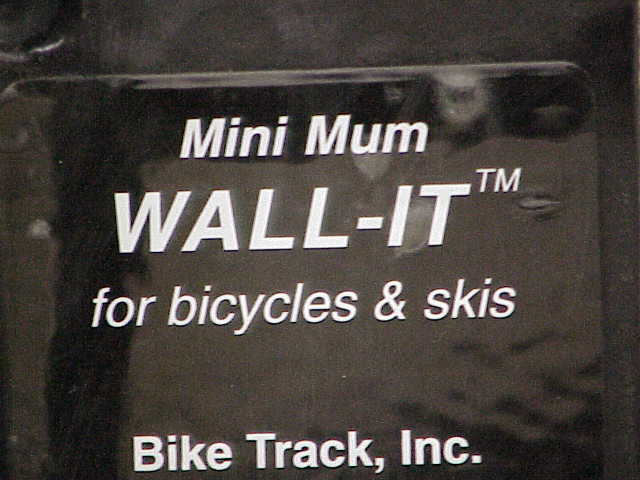 Mini Mum
WALL-IT™
for bicycles & skis
Bike Track, Inc.